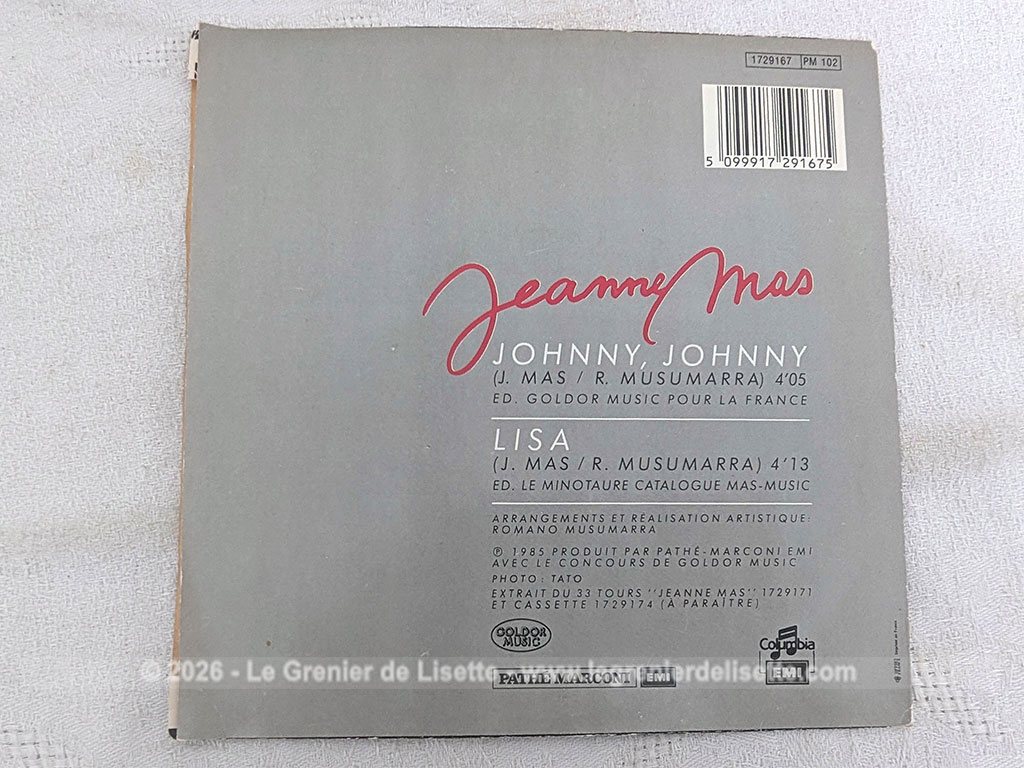 1729167 PM 102
5 099917 291675
Jeanne Mas
JOHNNY, JOHNNY
(J. MAS / R. MUSUMARRA) 4'05
ED. GOLDOR MUSIC POUR LA FRANCE
LISA
(J. MAS / R. MUSUMARRA) 4'13
ED. LE MINOTAURE CATALOGUE MAS-MUSIC
ARRANGEMENTS ET RÉALISATION ARTISTIQUE:
ROMANO MUSUMARRA
℗ 1985 PRODUIT PAR PATHÉ-MARCONI EMI
AVEC LE CONCOURS DE GOLDOR MUSIC
PHOTO : TATO
EXTRAIT DU 33 TOURS "JEANNE MAS" 1729171
ET CASSETTE 1729174 (À PARAÎTRE)
GOLDOR
MUSIC
Columbia
© 2026 - Le Grenier de Lisette - www.legrenierdelisette.com
PATHÉ MARCONI EMI
EMI